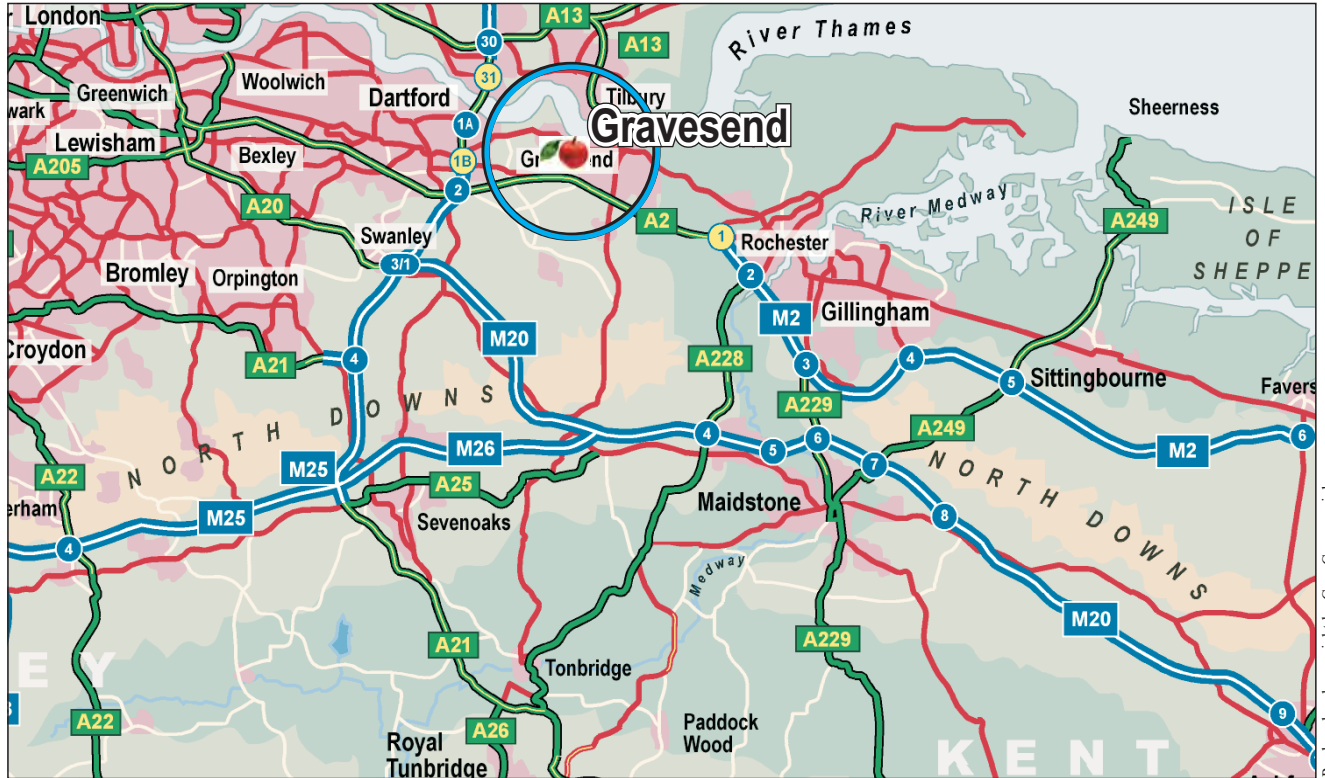 London
A13
River Thames
30
A13
31
Woolwich
Greenwich
Dartford
Tilbury
Sheerness
1A
Gravesend
Lewisham
Bexley
1B
A205
2
River Medway
ISLE
OF
SHEPPE
A20
A2
A249
Swanley
1
Rochester
3/1
Bromley
Orpington
2
M2
Gillingham
M20
Croydon
A21
4
A228
3
4
5
Sittingbourne
Favers
NORTH DOWNS
A229
A249
M26
4
5
6
M2
6
A22
M25
7
NORTH DOWNS
A25
Maidstone
erham
M25
Sevenoaks
8
4
Medway
M20
A21
A229
EY
Tonbridge
A22
A26
Paddock
Wood
9
Royal
Tunbridge
KENT